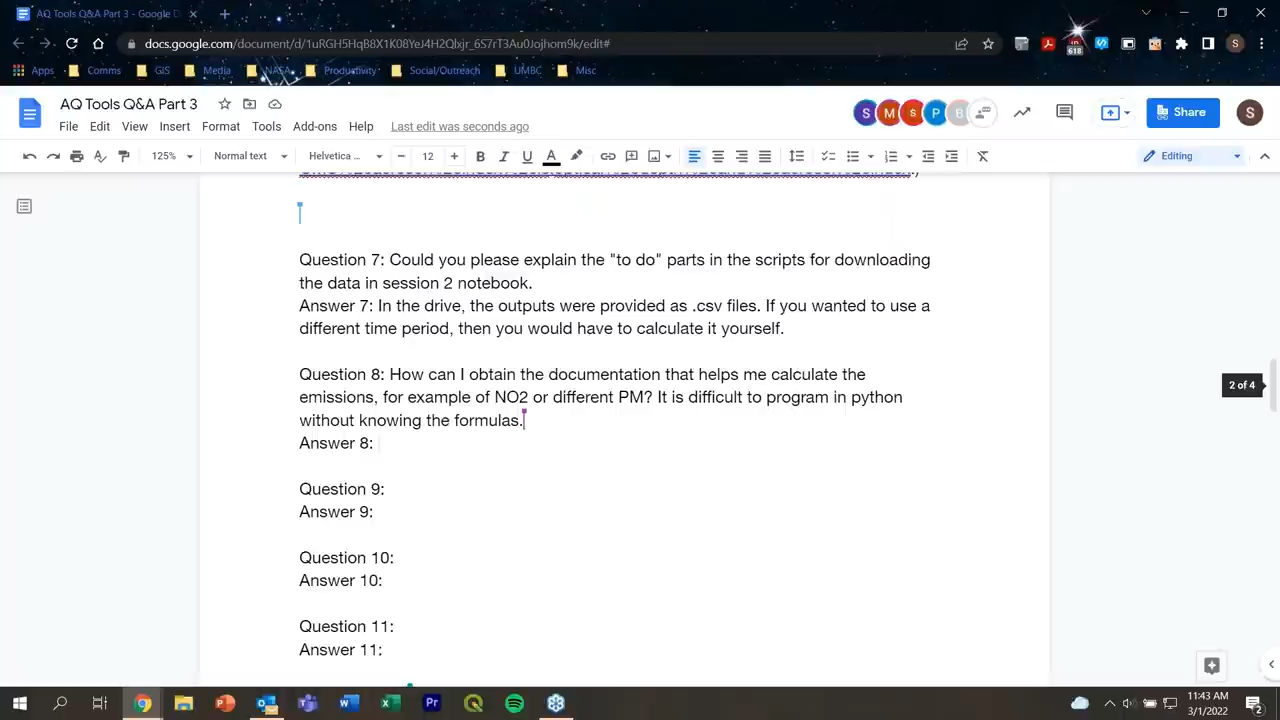 AQ Tools Q&A Part 3 - Google D
docs.google.com/document/d/1uRGH5HqB8X1K08YeJ4H2Qlxjr_6S7rT3Au0Jojhom9k/edit#
618
S
Apps Comms GIS Media NASA Productivity Social/Outreach UMBC Misc
AQ Tools Q&A Part 3
S M S P B
Share
S
File Edit View Insert Format Tools Add-ons Help Last edit was seconds ago
125% Normal text Helvetica ... 12 B I U A Editing
Question 7: Could you please explain the "to do" parts in the scripts for downloading
the data in session 2 notebook.
Answer 7: In the drive, the outputs were provided as .csv files. If you wanted to use a
different time period, then you would have to calculate it yourself.
Question 8: How can I obtain the documentation that helps me calculate the
emissions, for example of NO2 or different PM? It is difficult to program in python
without knowing the formulas.
2 of 4
Answer 8:
Question 9:
Answer 9:
Question 10:
Answer 10:
Question 11:
Answer 11:
11:43 AM
3/1/2022
2